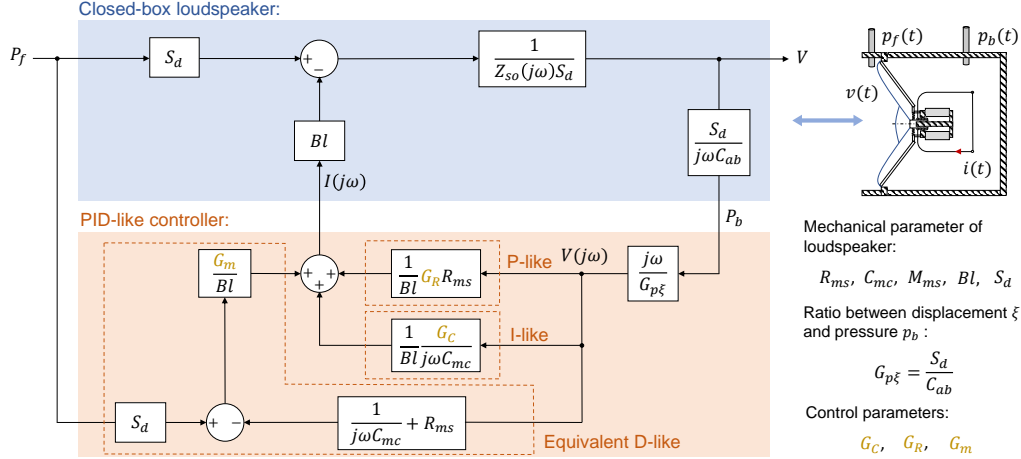 Closed-box loudspeaker:
P_f
S_d
+
−
1
Z_so(jω)S_d
V
Bl
I(jω)
S_d
jωC_ab
P_b
PID-like controller:
G_m
Bl
+ +
+
1
Bl
G_R R_ms
P-like
V(jω)
jω
G_pξ
1
Bl
G_C
jωC_mc
I-like
S_d
+ −
1
jωC_mc
+ R_ms
Equivalent D-like
p_f(t)
p_b(t)
v(t)
i(t)
Mechanical parameter of
loudspeaker:
R_ms, C_mc, M_ms, Bl, S_d
Ratio between displacement ξ
and pressure p_b :
G_pξ = S_d / C_ab
Control parameters:
G_C, G_R, G_m